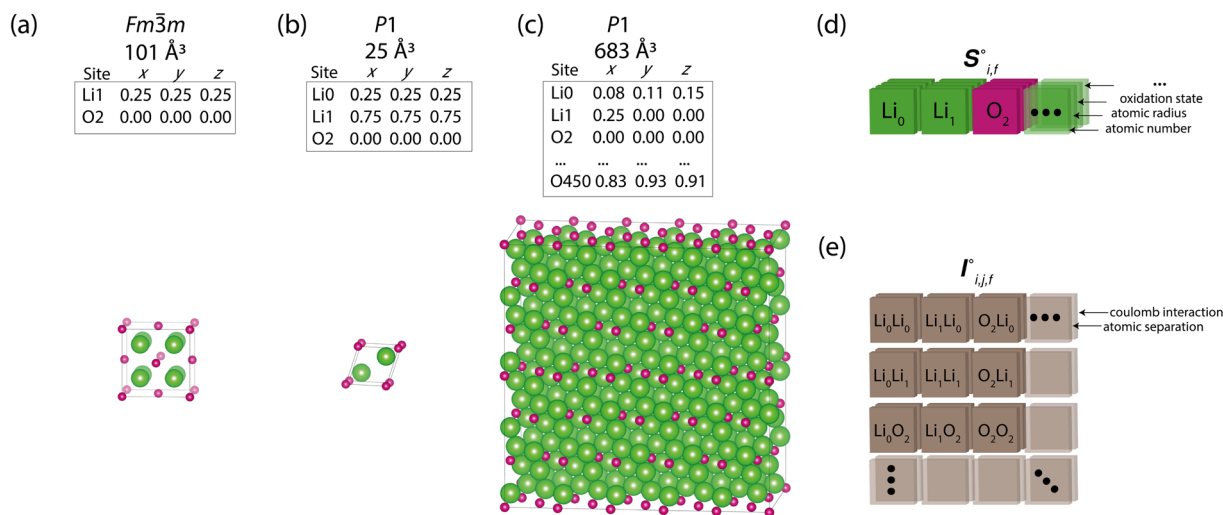 (a)
Fm3̄m
101 Å³
Site x y z
Li1 0.25 0.25 0.25
O2 0.00 0.00 0.00
(b)
P1
25 Å³
Site x y z
Li0 0.25 0.25 0.25
Li1 0.75 0.75 0.75
O2 0.00 0.00 0.00
(c)
P1
683 Å³
Site x y z
Li0 0.08 0.11 0.15
Li1 0.25 0.00 0.00
O2 0.00 0.00 0.00
... ... ... ...
O450 0.83 0.93 0.91
(d)
S°i,f
Li₀ Li₁ O₂ •••
...
oxidation state
atomic radius
atomic number
(e)
I°i,j,f
Li₀Li₀ Li₁Li₀ O₂Li₀ •••
coulomb interaction
atomic separation
Li₀Li₁ Li₁Li₁ O₂Li₁
Li₀O₂ Li₁O₂ O₂O₂